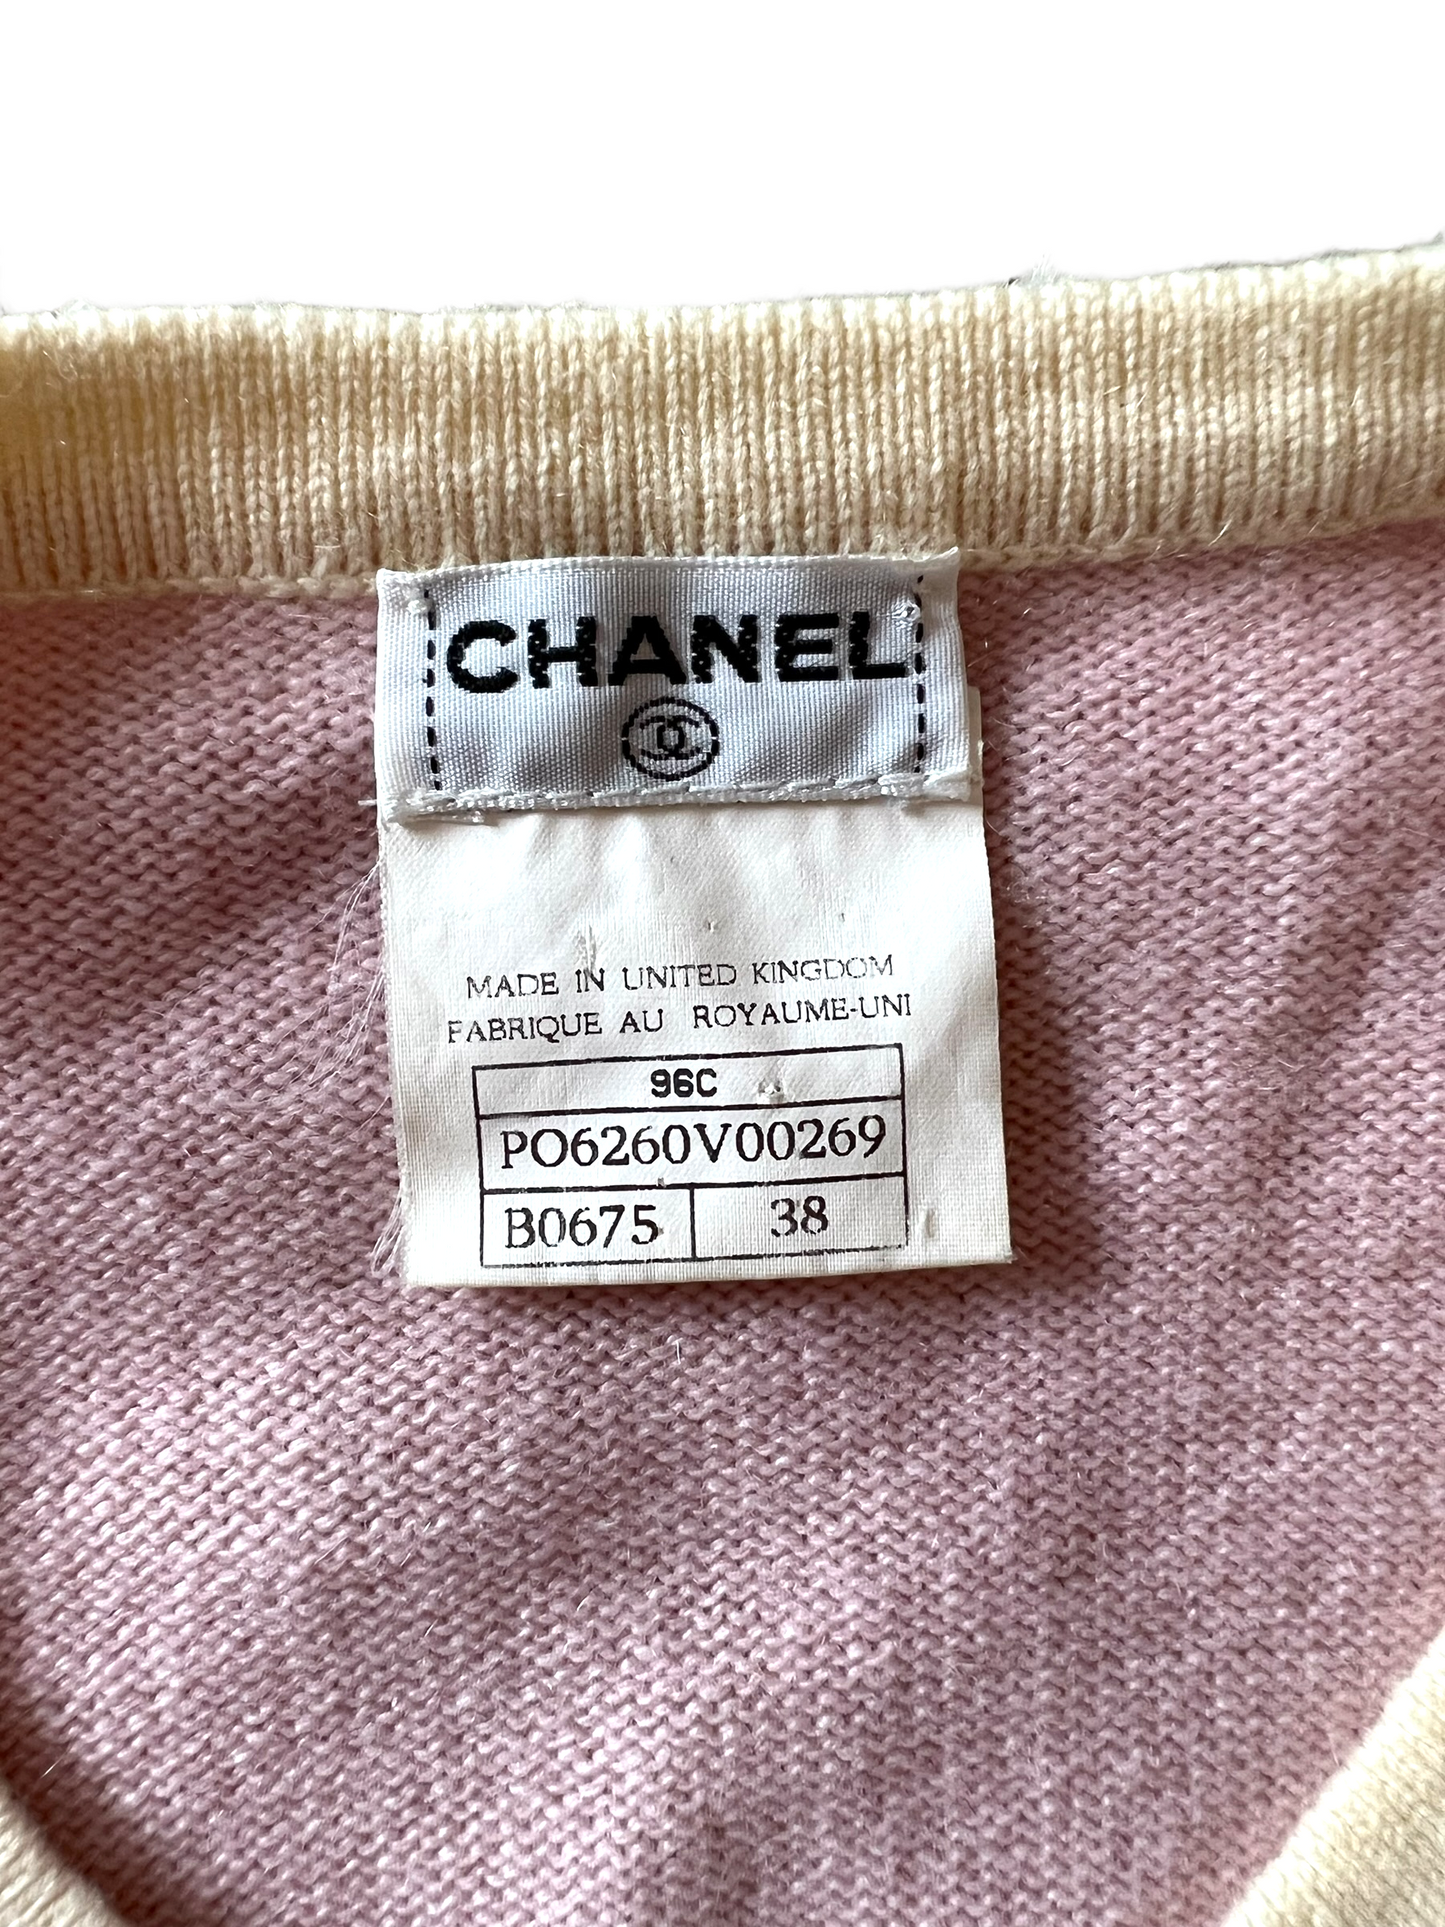 CHANEL
MADE IN UNITED KINGDOM
FABRIQUE AU ROYAUME-UNI
96C
PO6260V00269
B0675 38